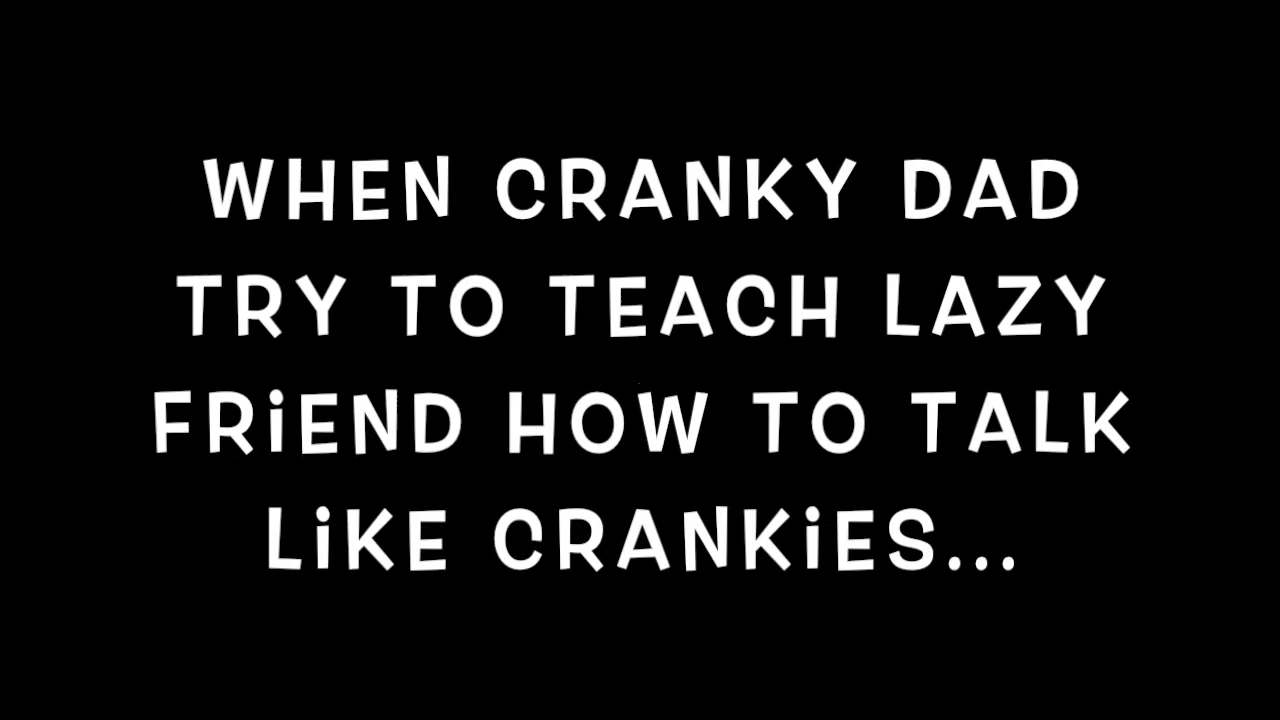 WHEN CRANKY DAD
TRY TO TEACH LAZY
FRiEND HOW TO TALK
LiKE CRANKiES...